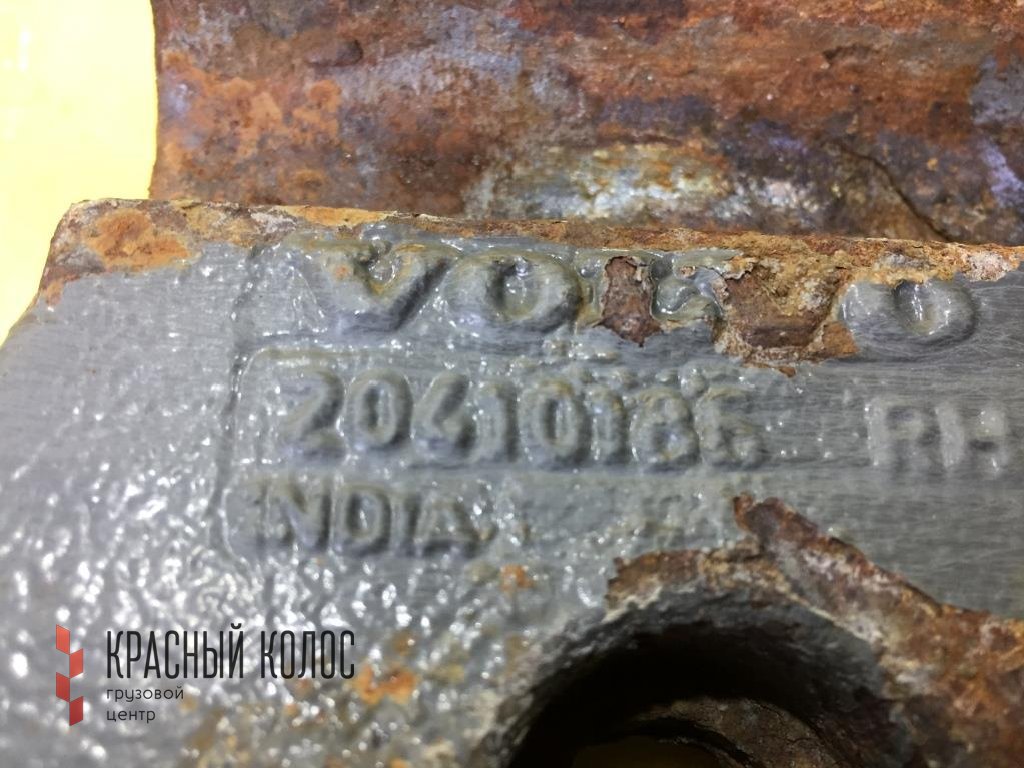 VOLVO
20410186 RH
INDIA
КРАСНЫЙ КОЛОС
грузовой
центр